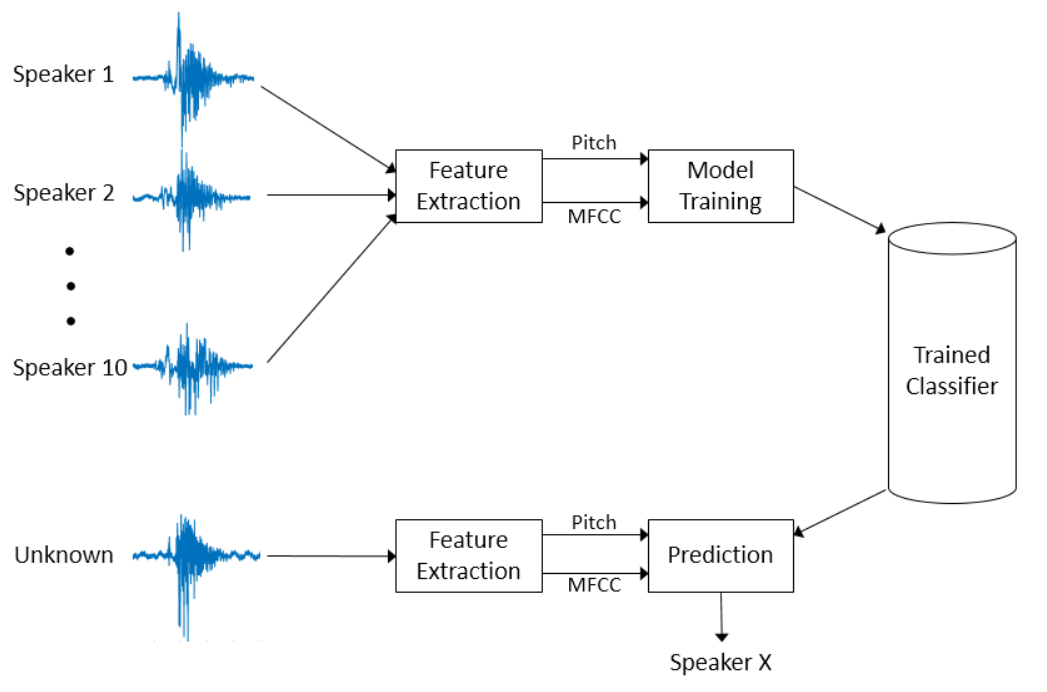 Speaker 1
Speaker 2
Speaker 10
Feature
Extraction
Pitch
MFCC
Model
Training
Trained
Classifier
Unknown
Feature
Extraction
Pitch
MFCC
Prediction
Speaker X